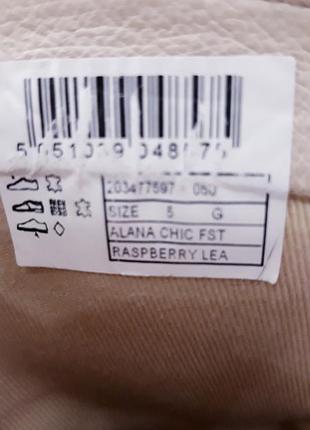 203477597 - 050
SIZE 5 G
ALANA CHIC FST
RASPBERRY LEA